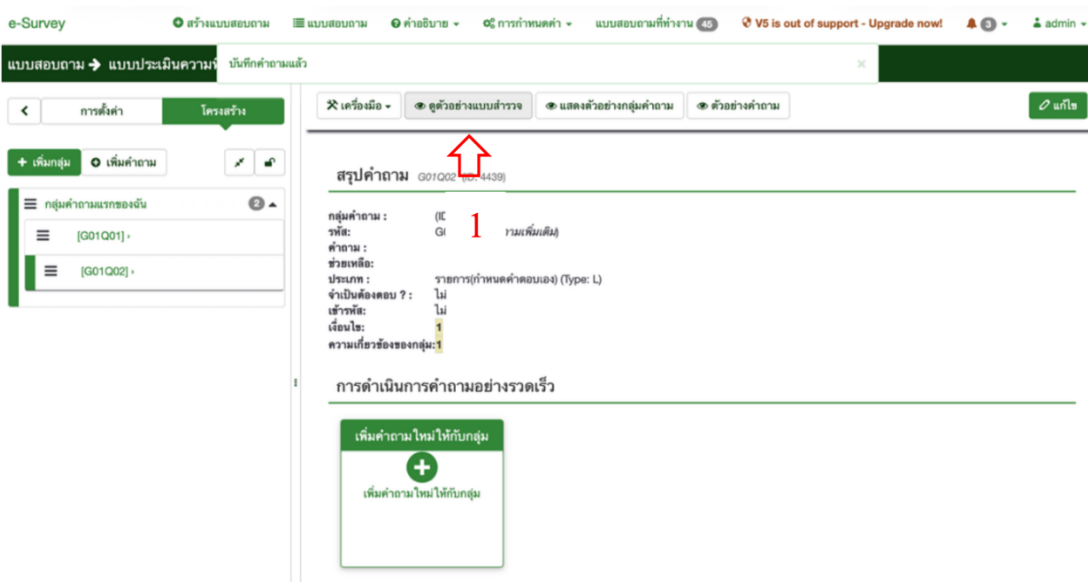 e-Survey สร้างแบบสอบถาม แบบสอบถาม คำอธิบาย การกำหนดค่า แบบสอบถามที่ทำงาน 45 V5 is out of support - Upgrade now! 3 admin
แบบสอบถาม แบบประเมินความพึ บันทึกคำถามแล้ว ×
การตั้งค่า โครงสร้าง
เครื่องมือ ดูตัวอย่างแบบสำรวจ แสดงตัวอย่างกลุ่มคำถาม ตัวอย่างคำถาม แก้ไข
เพิ่มกลุ่ม เพิ่มคำถาม
สรุปคำถาม G01Q02 (ID: 4439)
กลุ่มคำถามแรกของฉัน 2
[G01Q01]
[G01Q02]
1
กลุ่มคำถาม : (ID
รหัส: G( วามเพิ่มเติม)
คำถาม :
ช่วยเหลือ:
ประเภท : รายการ(กำหนดคำตอบเอง) (Type: L)
จำเป็นต้องตอบ ? : ไม่
เข้ารหัส: ไม่
เงื่อนไข: 1
ความเกี่ยวข้องของกลุ่ม: 1
การดำเนินการคำถามอย่างรวดเร็ว
เพิ่มคำถามใหม่ให้กับกลุ่ม
เพิ่มคำถามใหม่ให้กับกลุ่ม